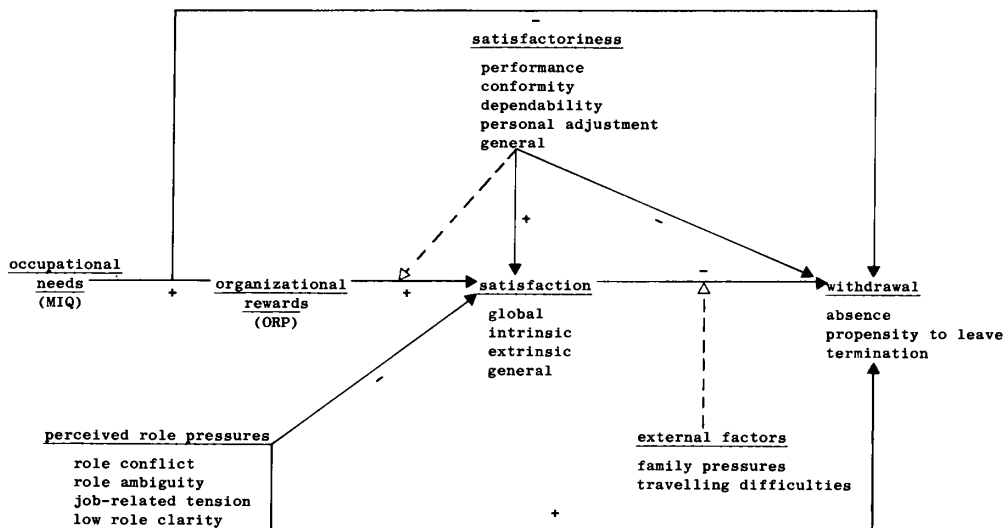 −
satisfactoriness
performance
conformity
dependability
personal adjustment
general
+
−
occupational
needs
(MIQ)
+
organizational
rewards
(ORP)
+
satisfaction
global
intrinsic
extrinsic
general
−
withdrawal
absence
propensity to leave
termination
−
perceived role pressures
role conflict
role ambiguity
job-related tension
low role clarity
external factors
family pressures
travelling difficulties
+